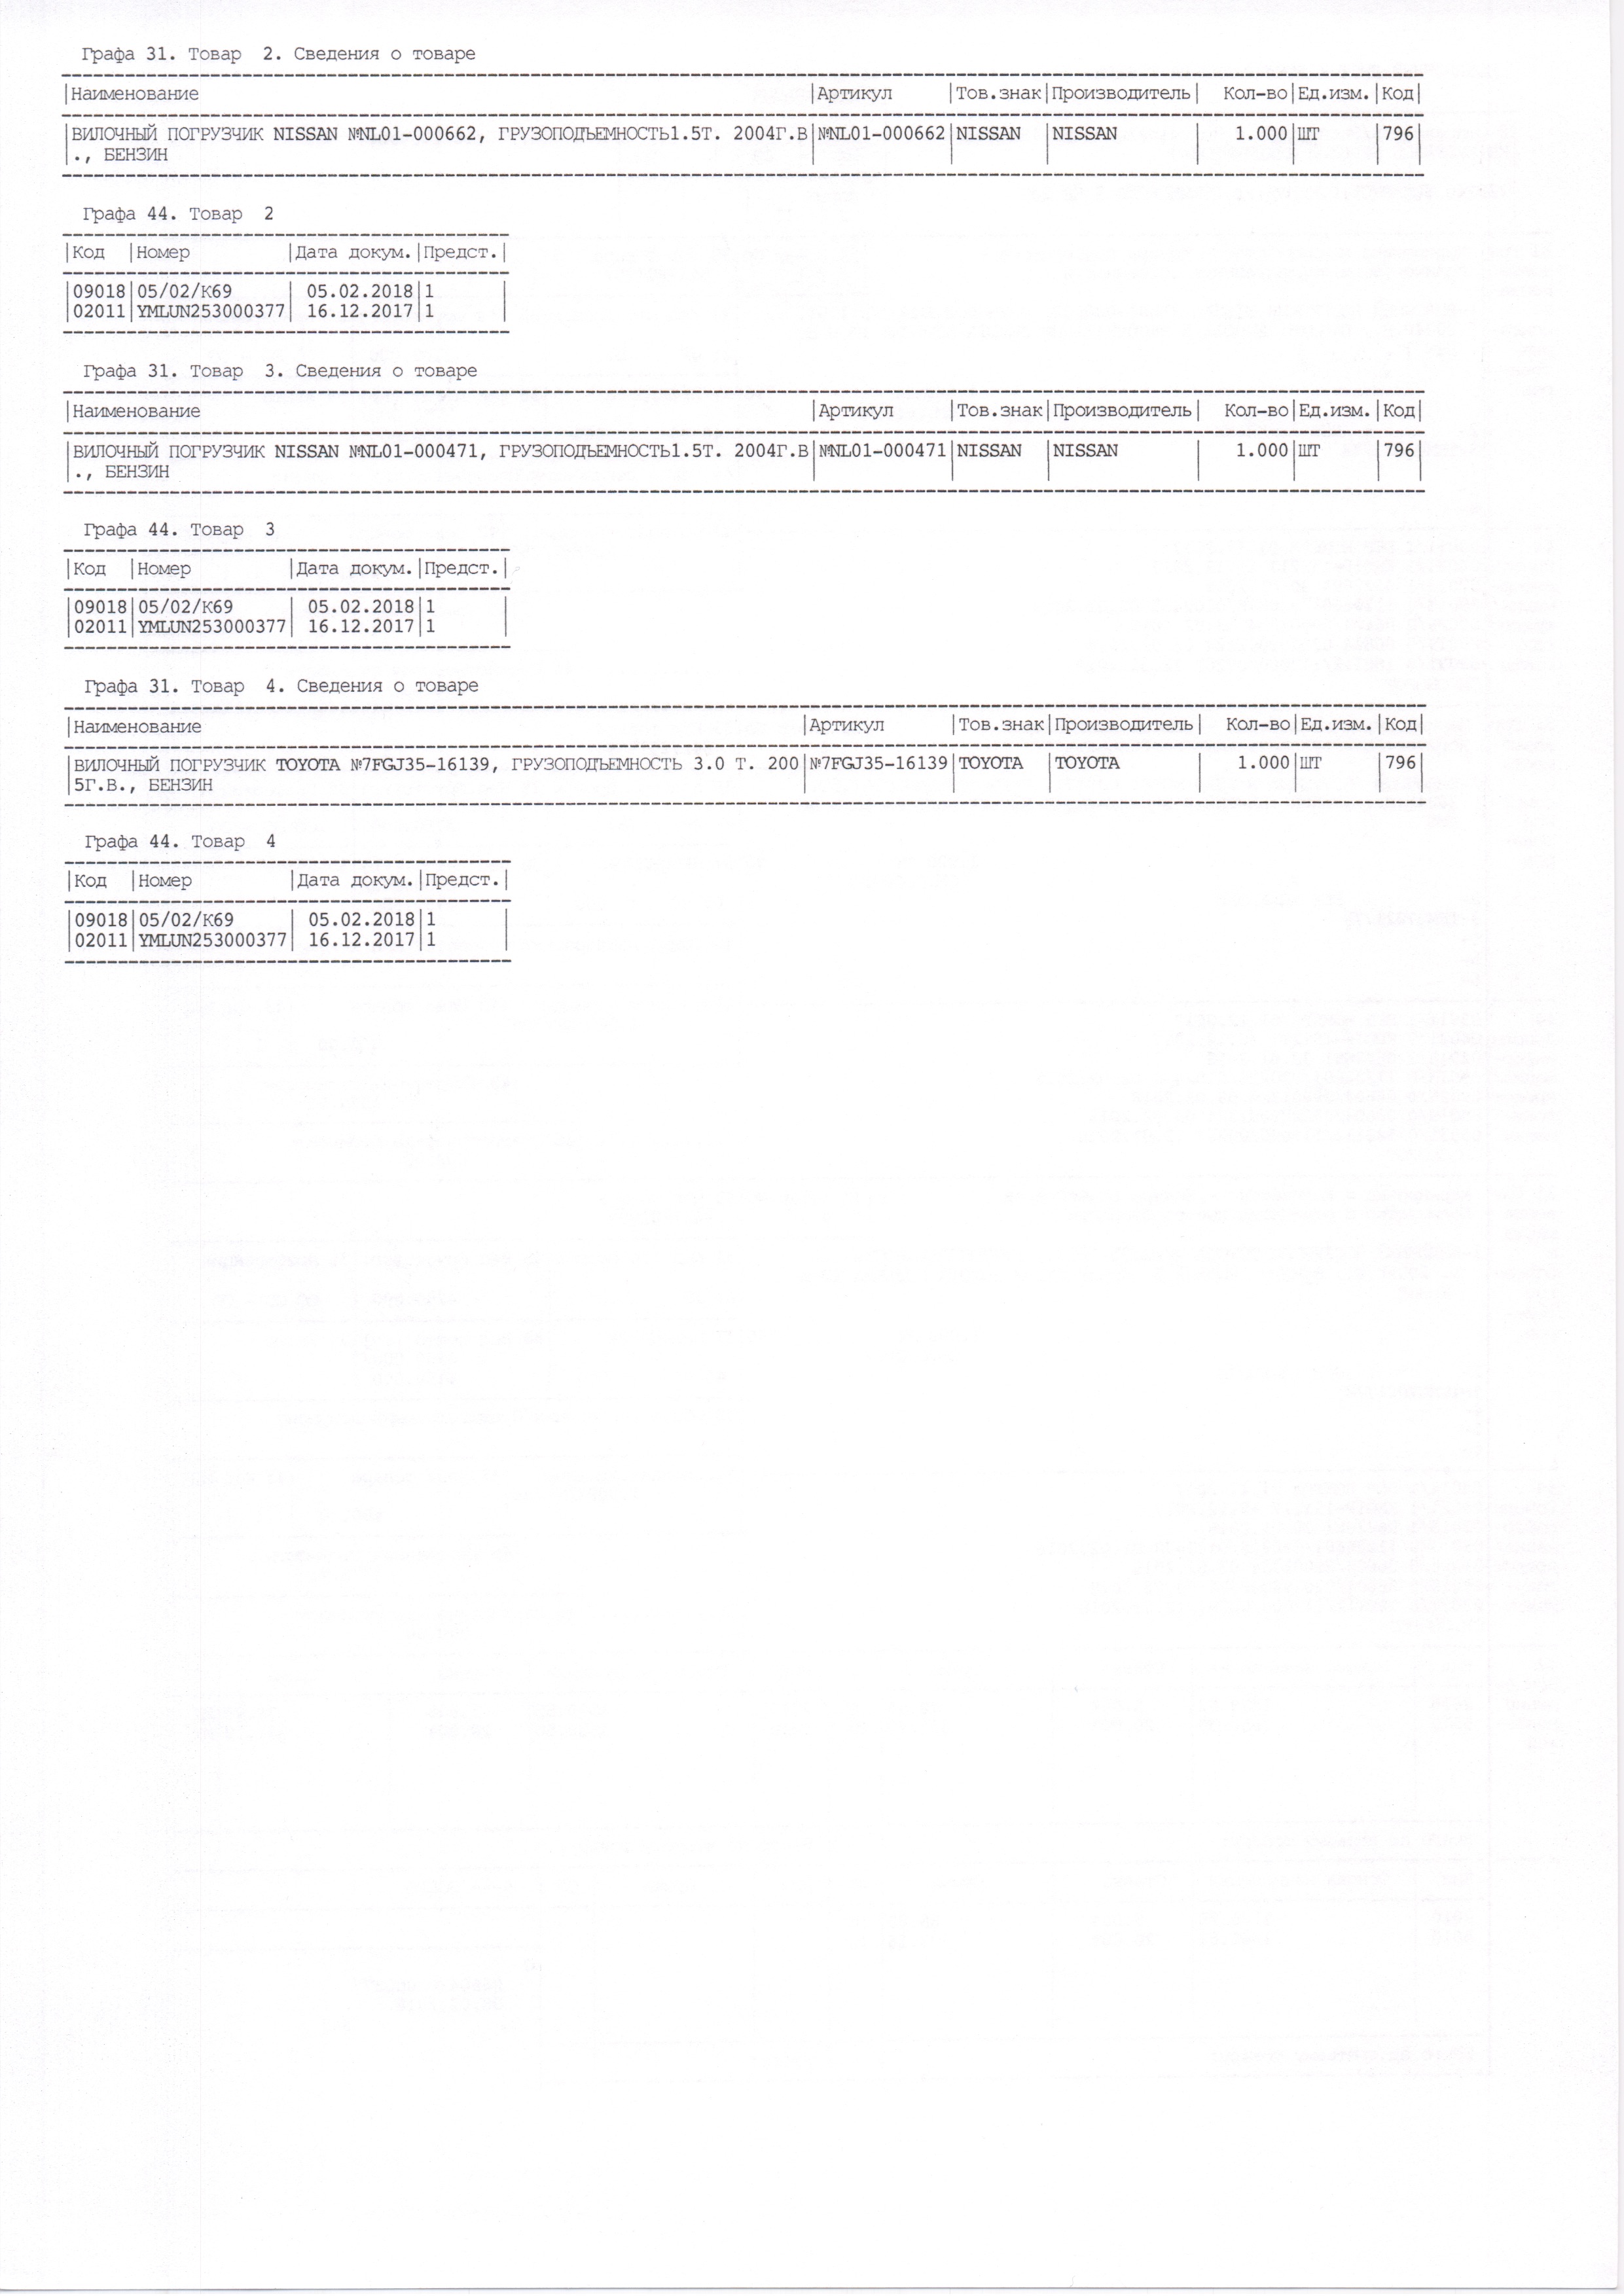 Графа 31. Товар  2. Сведения о товаре
|Наименование |Артикул |Тов.знак|Производитель| Кол-во|Ед.изм.|Код|
|ВИЛОЧНЫЙ ПОГРУЗЧИК NISSAN №NL01-000662, ГРУЗОПОДЪЕМНОСТЬ1.5Т. 2004Г.В|№NL01-000662|NISSAN |NISSAN | 1.000|ШТ |796|
|., БЕНЗИН
Графа 44. Товар  2
|Код |Номер |Дата докум.|Предст.|
|09018|05/02/К69 | 05.02.2018|1 |
|02011|YMLUN253000377| 16.12.2017|1 |
Графа 31. Товар  3. Сведения о товаре
|Наименование |Артикул |Тов.знак|Производитель| Кол-во|Ед.изм.|Код|
|ВИЛОЧНЫЙ ПОГРУЗЧИК NISSAN №NL01-000471, ГРУЗОПОДЪЕМНОСТЬ1.5Т. 2004Г.В|№NL01-000471|NISSAN |NISSAN | 1.000|ШТ |796|
|., БЕНЗИН
Графа 44. Товар  3
|Код |Номер |Дата докум.|Предст.|
|09018|05/02/К69 | 05.02.2018|1 |
|02011|YMLUN253000377| 16.12.2017|1 |
Графа 31. Товар  4. Сведения о товаре
|Наименование |Артикул |Тов.знак|Производитель| Кол-во|Ед.изм.|Код|
|ВИЛОЧНЫЙ ПОГРУЗЧИК TOYOTA №7FGJ35-16139, ГРУЗОПОДЪЕМНОСТЬ 3.0 Т. 200|№7FGJ35-16139|TOYOTA |TOYOTA | 1.000|ШТ |796|
|5Г.В., БЕНЗИН
Графа 44. Товар  4
|Код |Номер |Дата докум.|Предст.|
|09018|05/02/К69 | 05.02.2018|1 |
|02011|YMLUN253000377| 16.12.2017|1 |